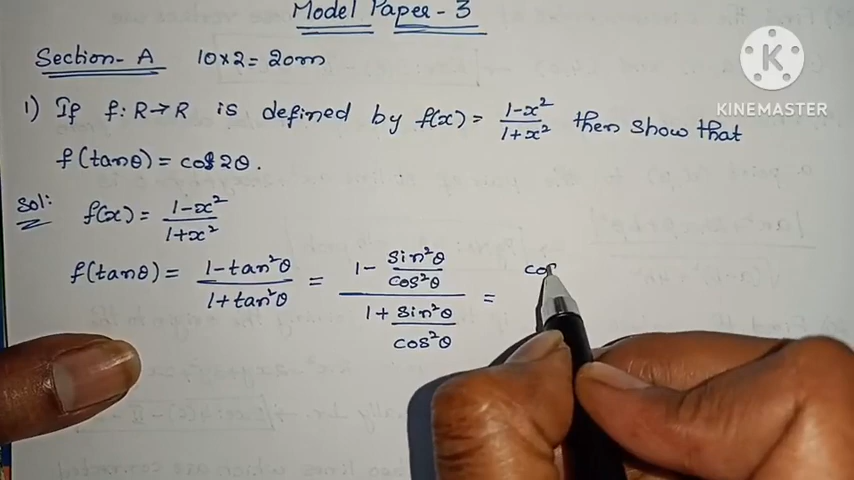 Model Paper - 3
Section - A 10×2=20m
1) If f: R→R is defined by f(x) = (1-x²)/(1+x²) then show that
f(tanθ) = cos2θ.
Sol: f(x) = (1-x²)/(1+x²)
f(tanθ) = (1-tan²θ)/(1+tan²θ) = (1 - sin²θ/cos²θ)/(1 + sin²θ/cos²θ) = cos
KINEMASTER